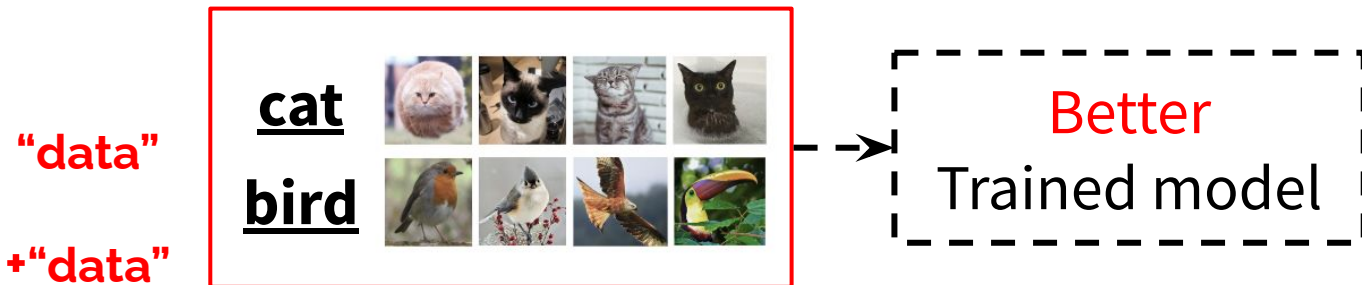 “data”
+“data”
cat
bird
Better
Trained model